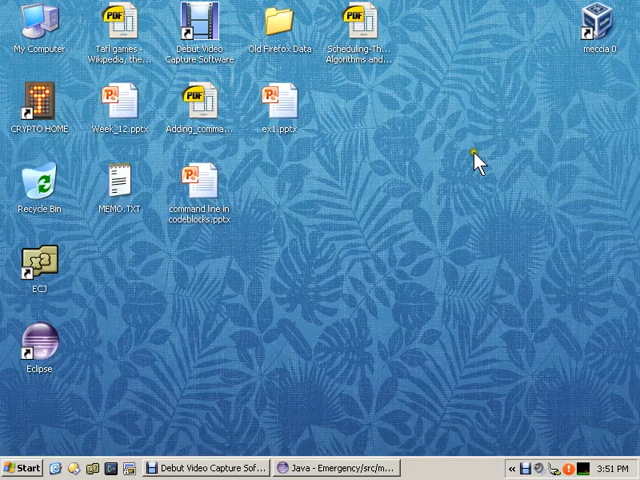 My Computer
Tafl games -
Wikipedia, the...
Debut Video
Capture Software
Old Firefox Data
Scheduling-Th...
Algorithms and...
meccia 0
CRYPTO HOME
Week_12.pptx
Adding_comma...
ex1.pptx
Recycle Bin
MEMO.TXT
command line in
codeblocks.pptx
ECJ
Eclipse
Start
Debut Video Capture Sof...
Java - Emergency/src/m...
3:51 PM